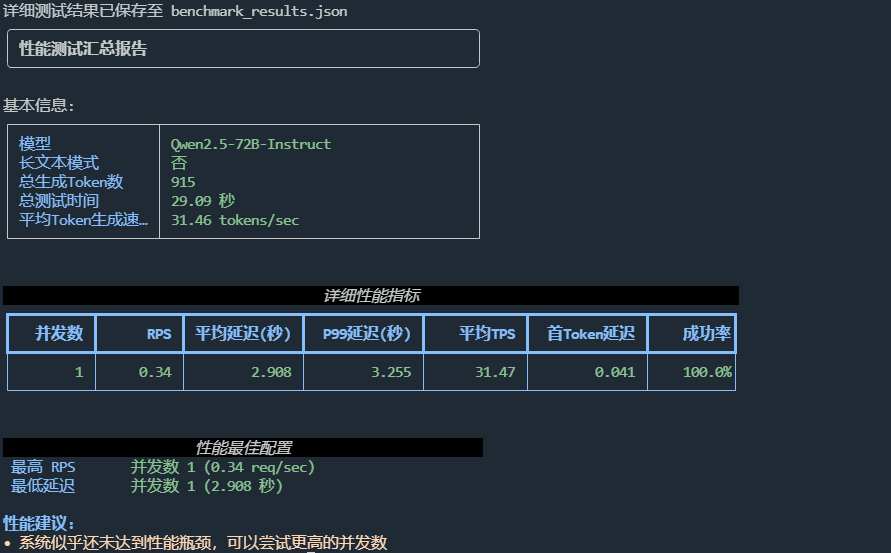 详细测试结果已保存至 benchmark_results.json
性能测试汇总报告
基本信息:
模型 Qwen2.5-72B-Instruct
长文本模式 否
总生成Token数 915
总测试时间 29.09 秒
平均Token生成速… 31.46 tokens/sec
详细性能指标
并发数 RPS 平均延迟(秒) P99延迟(秒) 平均TPS 首Token延迟 成功率
1 0.34 2.908 3.255 31.47 0.041 100.0%
性能最佳配置
最高 RPS 并发数 1 (0.34 req/sec)
最低延迟 并发数 1 (2.908 秒)
性能建议:
• 系统似乎还未达到性能瓶颈，可以尝试更高的并发数